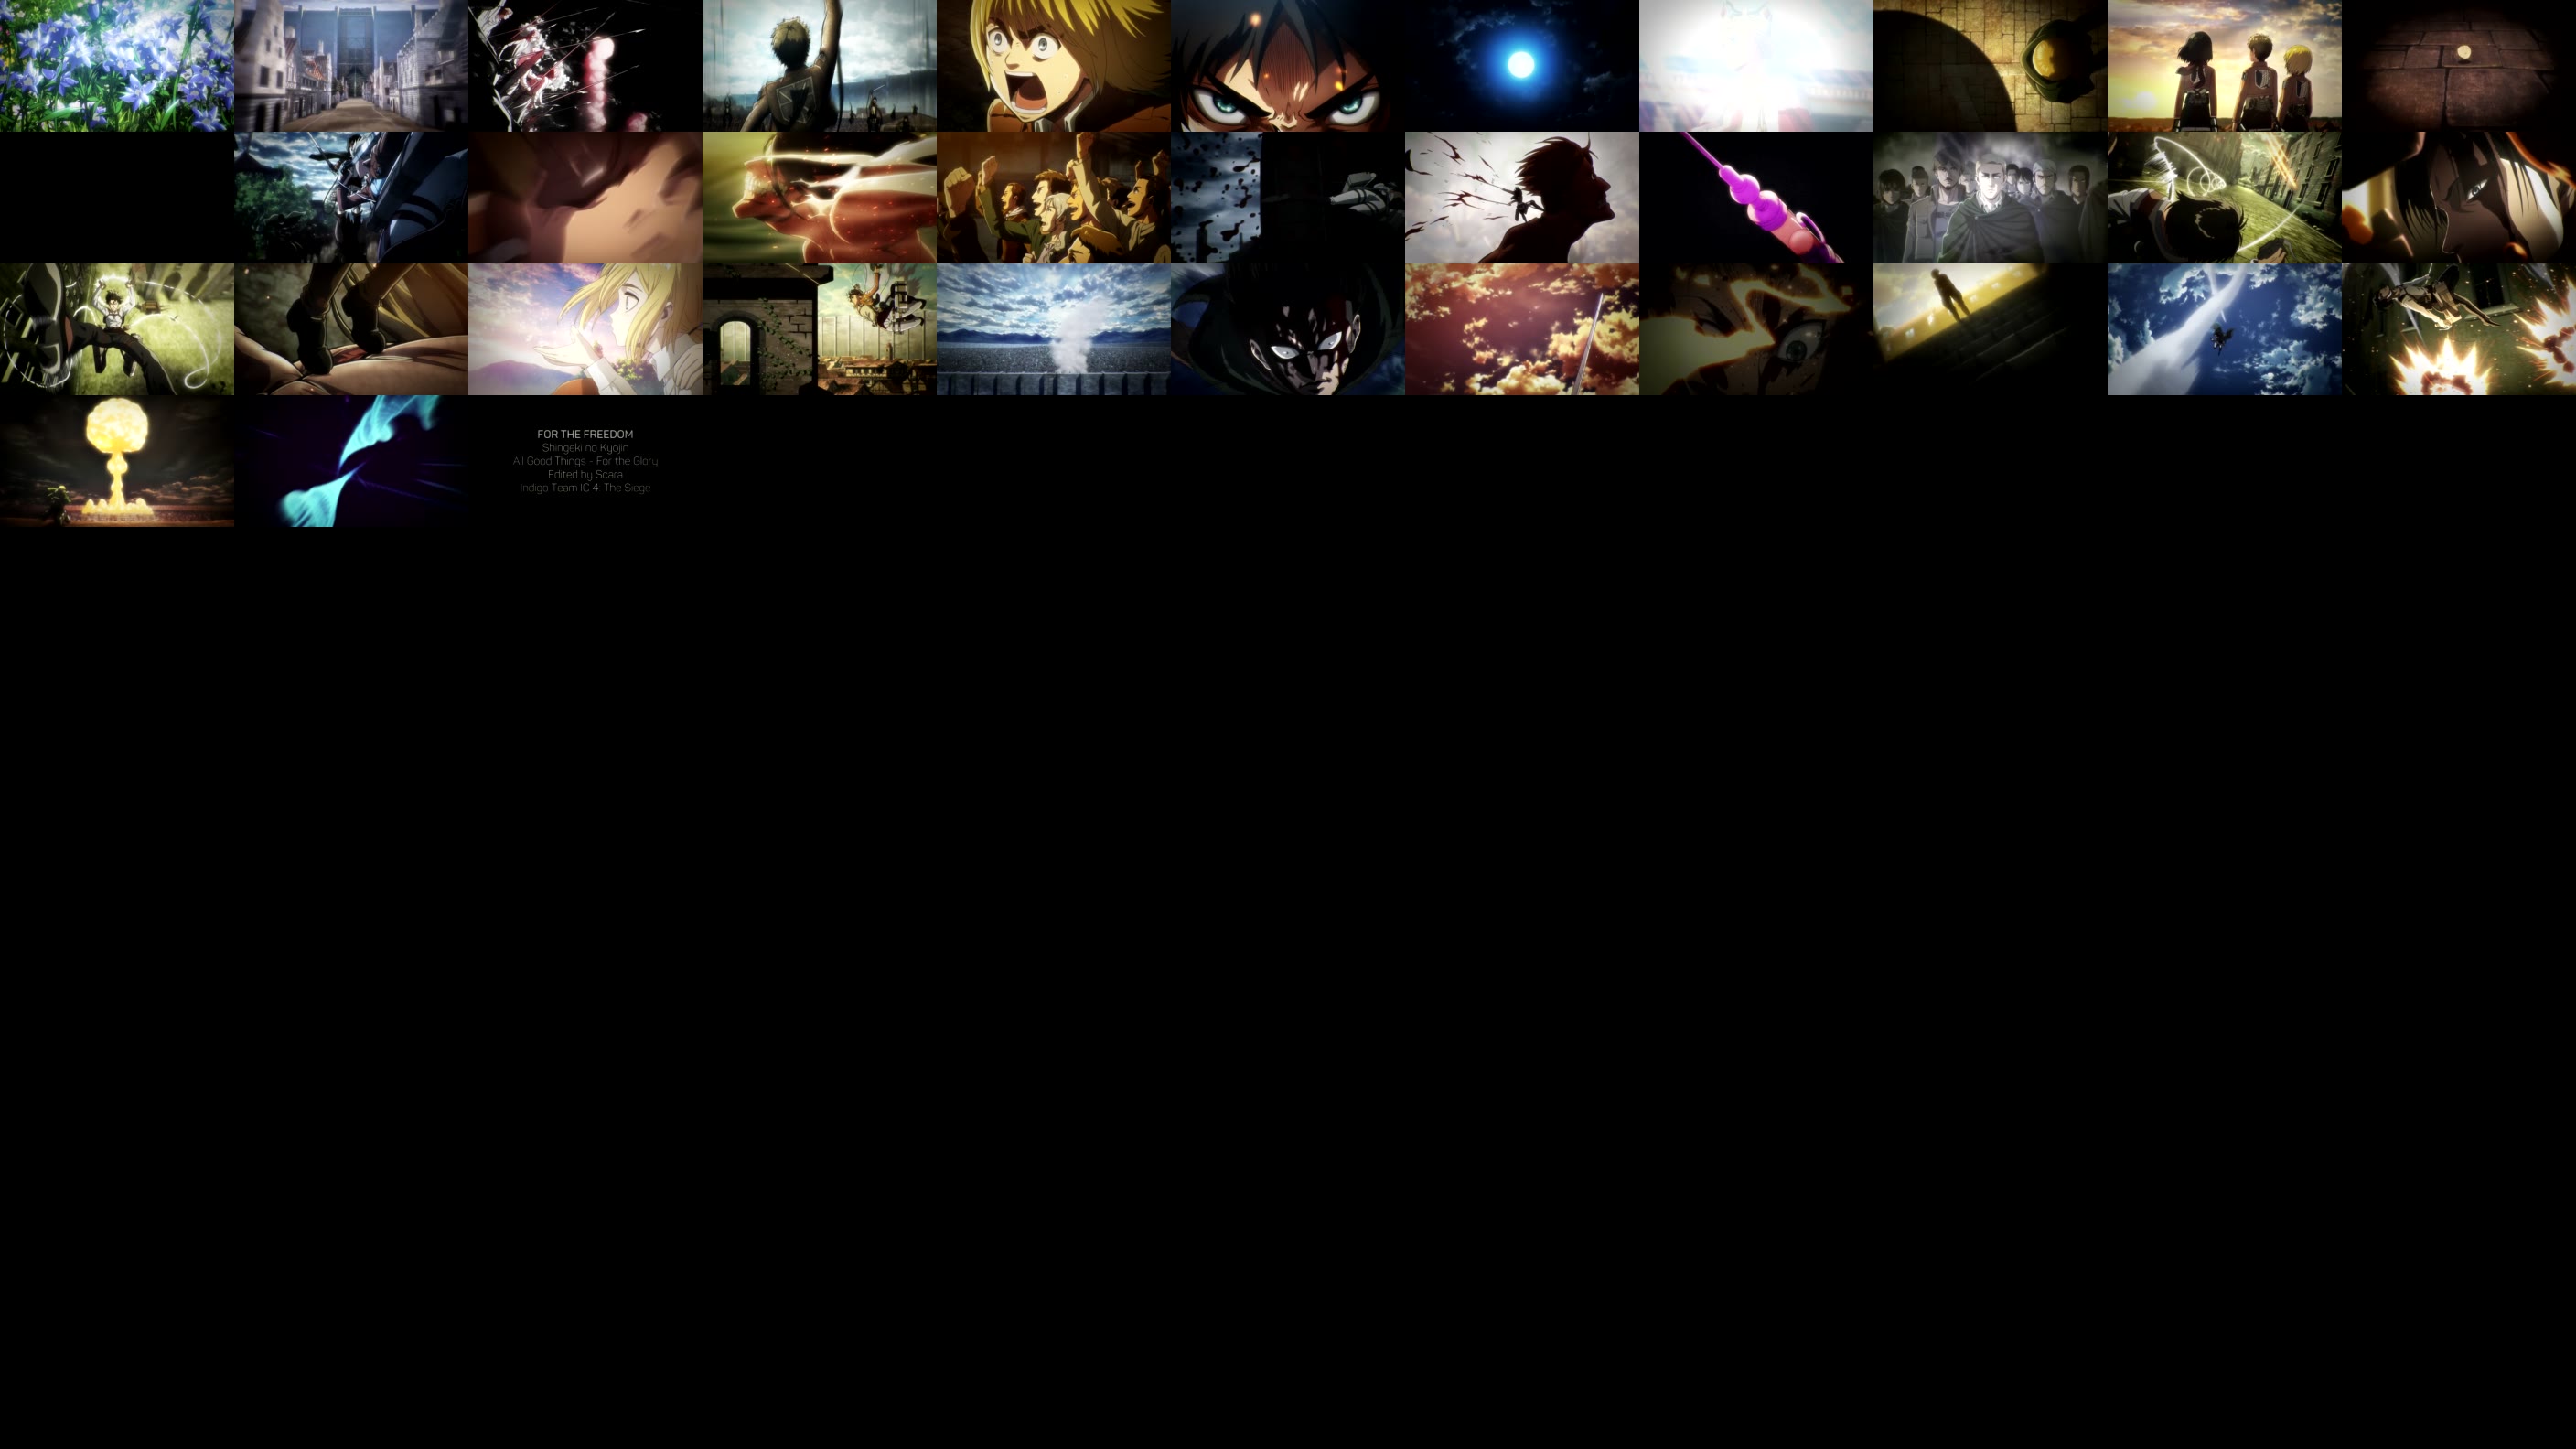 FOR THE FREEDOM
Shingeki no Kyojin
All Good Things - For the Glory
Edited by Scara
Indigo Team IC 4. The Siege